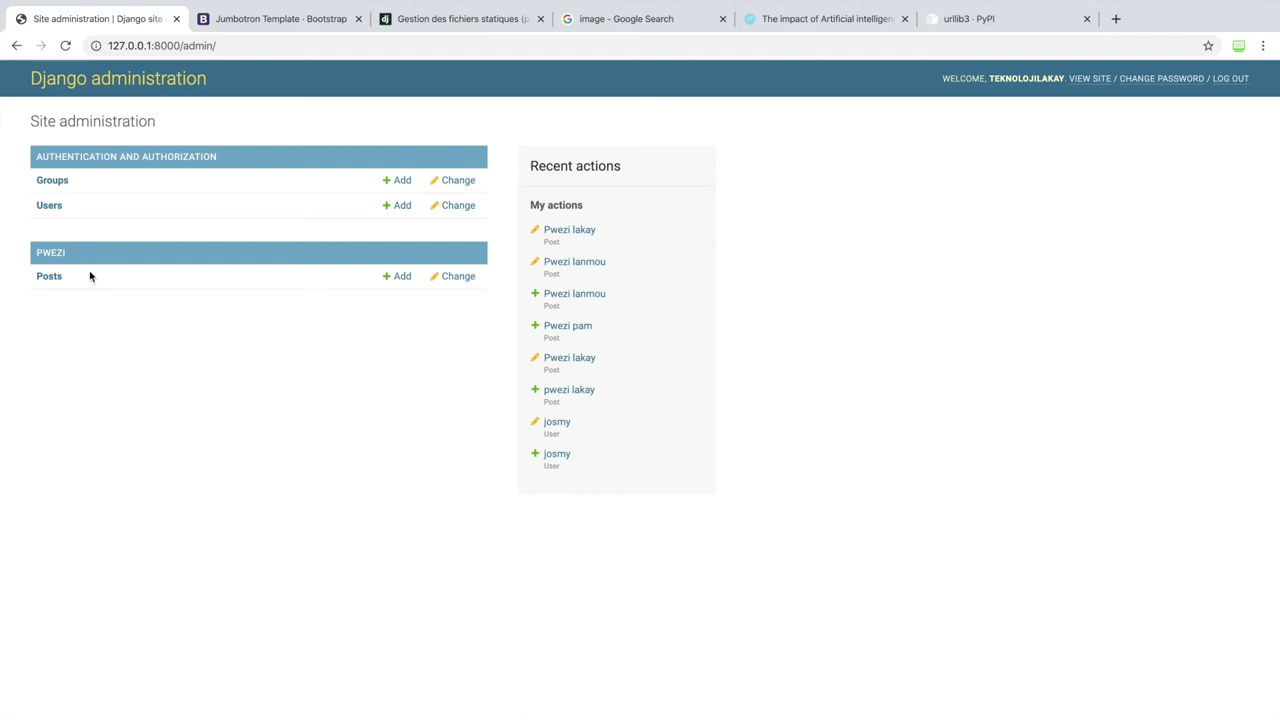 Site administration | Django site
Jumbotron Template · Bootstrap
Gestion des fichiers statiques (p
image - Google Search
The impact of Artificial intelligen
urllib3 · PyPI
127.0.0.1:8000/admin/
Django administration
WELCOME, TEKNOLOJILAKAY. VIEW SITE / CHANGE PASSWORD / LOG OUT
Site administration
AUTHENTICATION AND AUTHORIZATION
Groups Add Change
Users Add Change
PWEZI
Posts Add Change
Recent actions
My actions
Pwezi lakay
Post
Pwezi lanmou
Post
Pwezi lanmou
Post
Pwezi pam
Post
Pwezi lakay
Post
pwezi lakay
Post
josmy
User
josmy
User